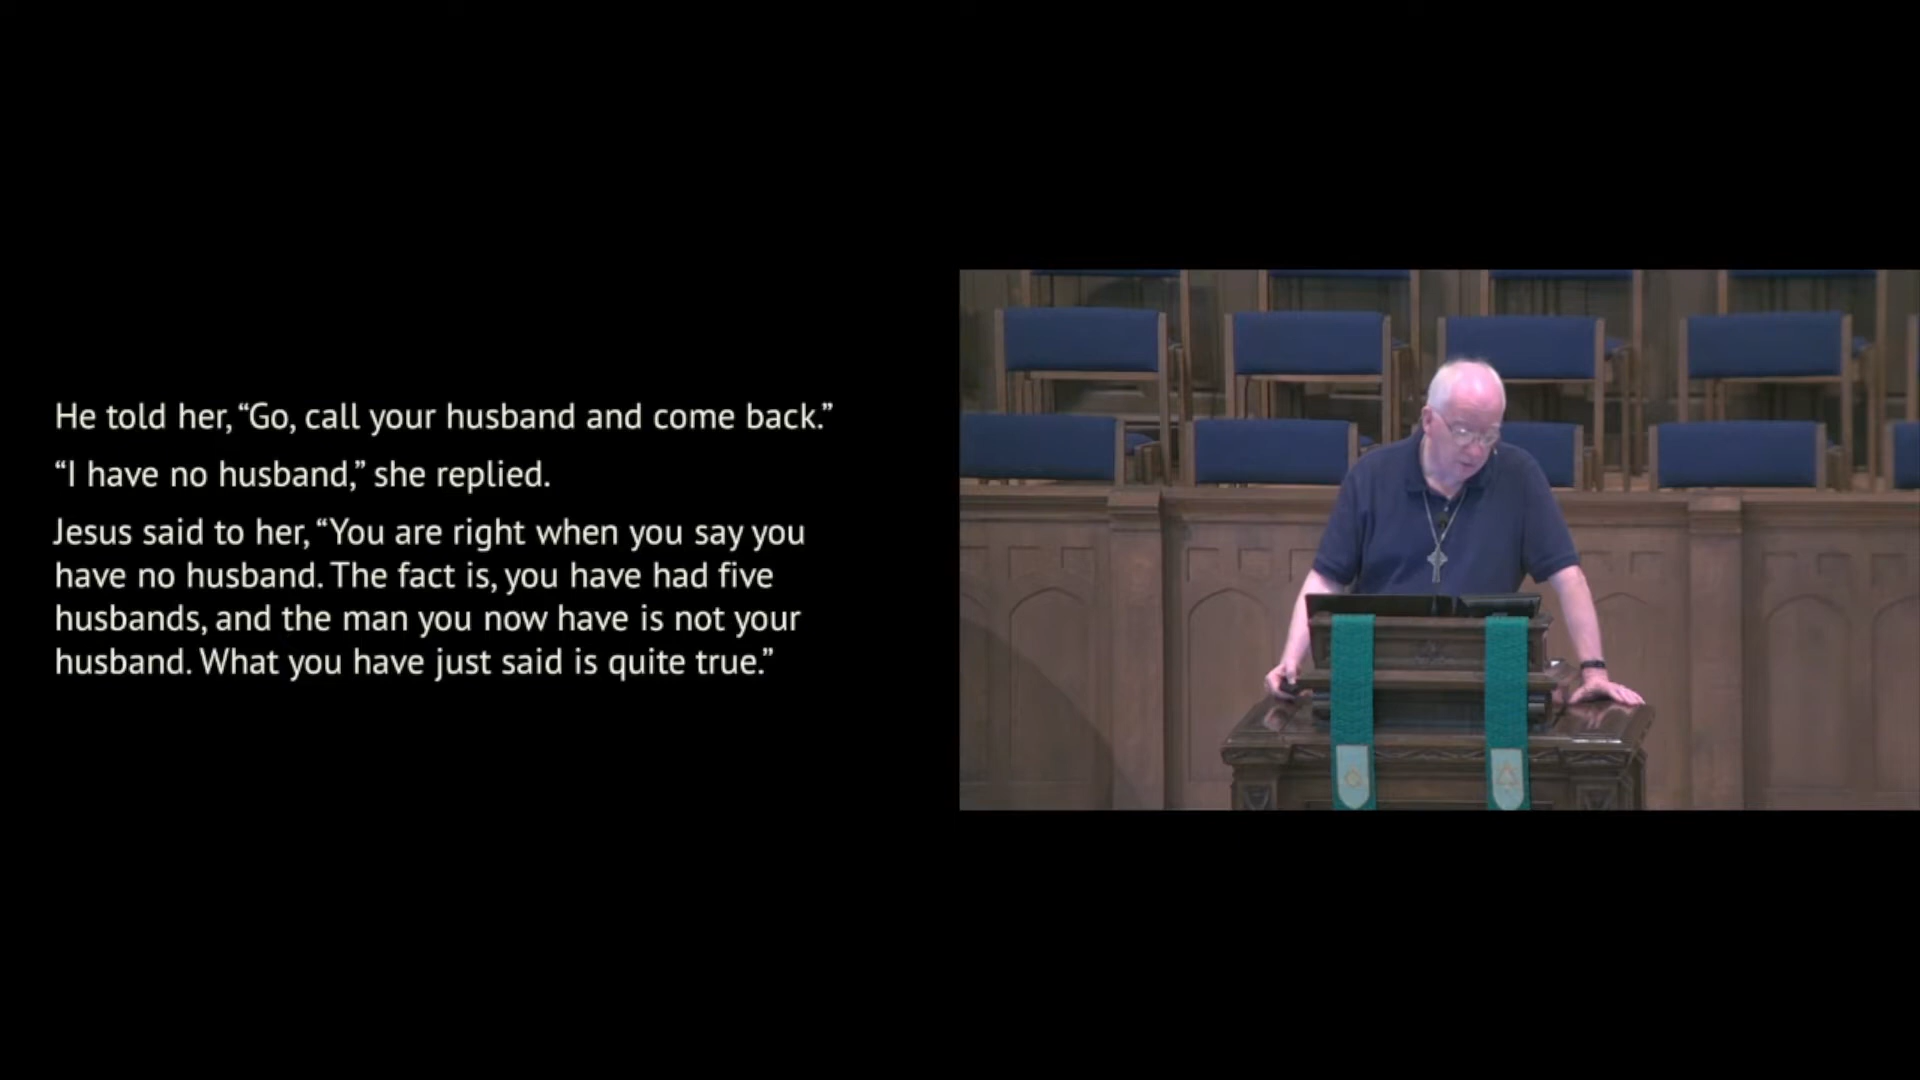 He told her, “Go, call your husband and come back.”
“I have no husband,” she replied.
Jesus said to her, “You are right when you say you
have no husband. The fact is, you have had five
husbands, and the man you now have is not your
husband. What you have just said is quite true.”